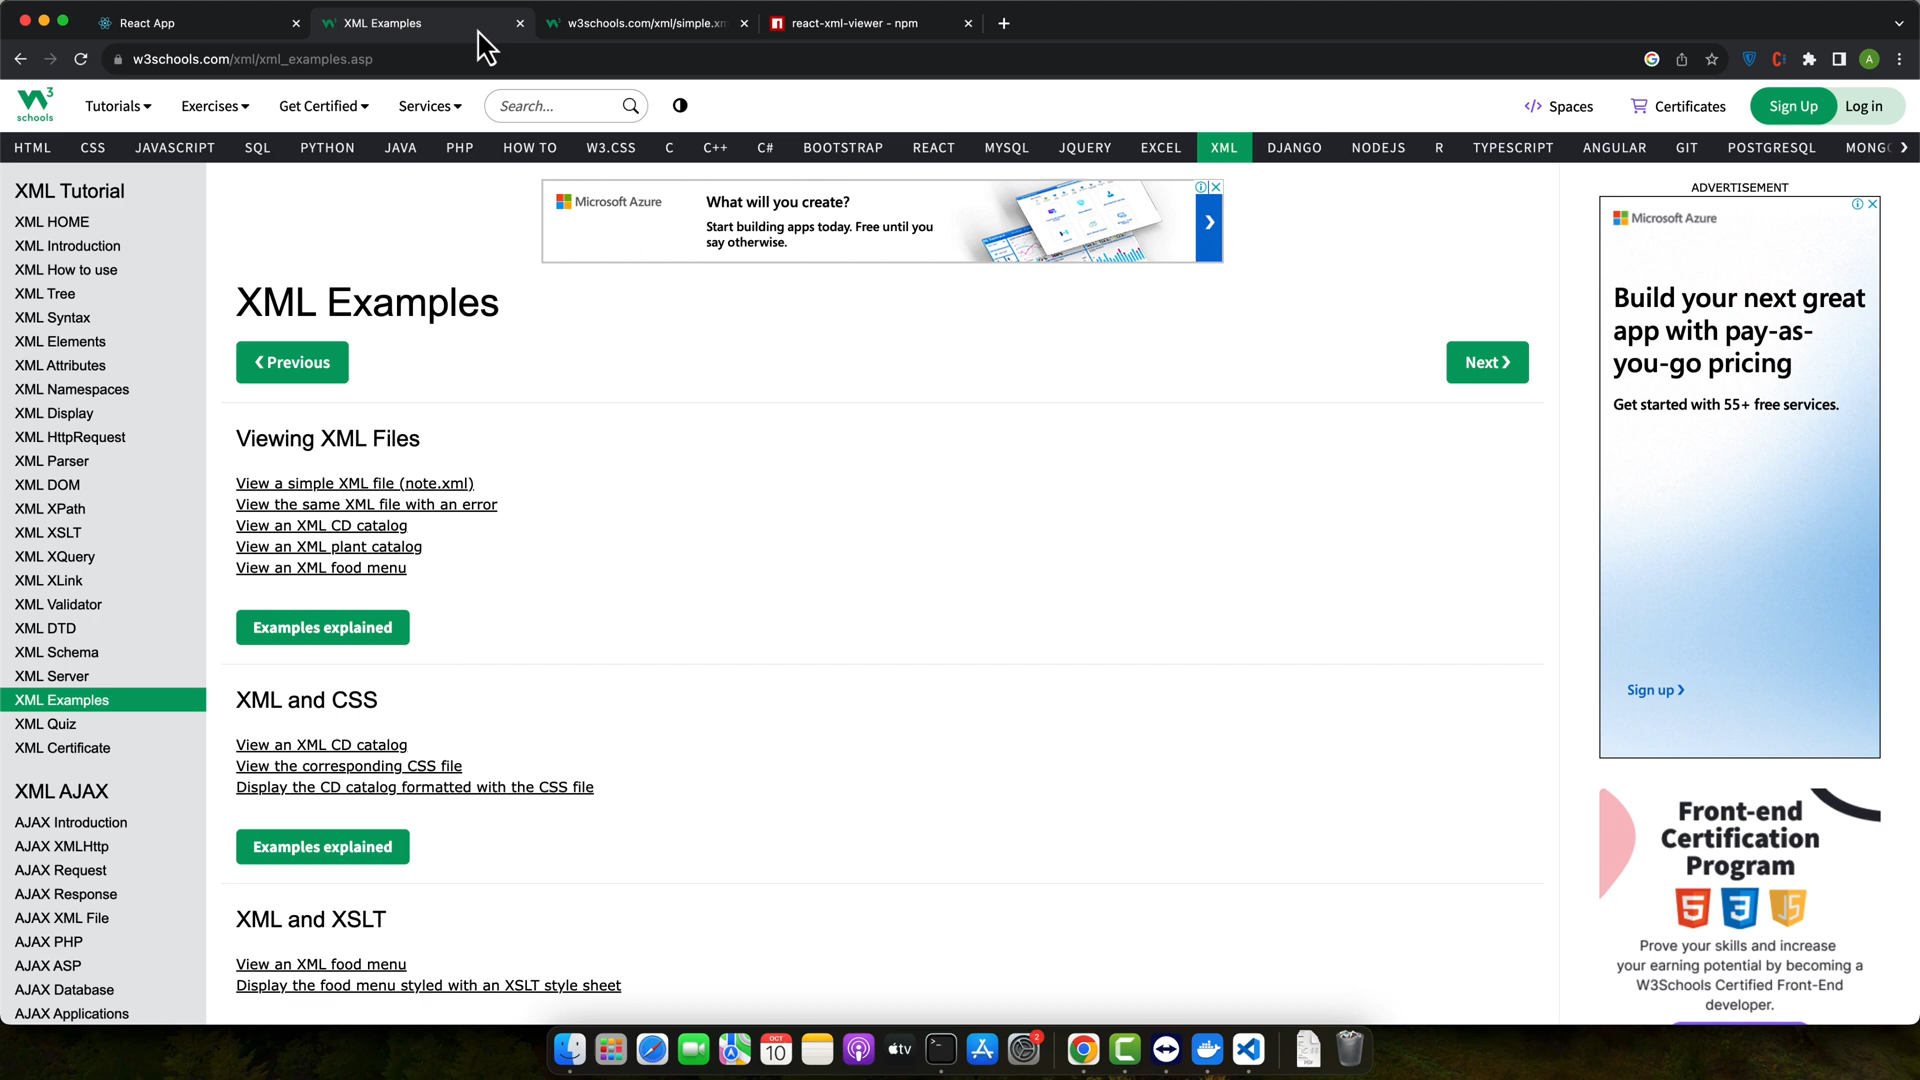 React App
XML Examples
w3schools.com/xml/simple.xm
react-xml-viewer - npm
w3schools.com/xml/xml_examples.asp
A
3
schools
Tutorials
Exercises
Get Certified
Services
Search...
</> Spaces
Certificates
Sign Up
Log in
HTML
CSS
JAVASCRIPT
SQL
PYTHON
JAVA
PHP
HOW TO
W3.CSS
C
C++
C#
BOOTSTRAP
REACT
MYSQL
JQUERY
EXCEL
XML
DJANGO
NODEJS
R
TYPESCRIPT
ANGULAR
GIT
POSTGRESQL
MONG
XML Tutorial
XML HOME
XML Introduction
XML How to use
XML Tree
XML Syntax
XML Elements
XML Attributes
XML Namespaces
XML Display
XML HttpRequest
XML Parser
XML DOM
XML XPath
XML XSLT
XML XQuery
XML XLink
XML Validator
XML DTD
XML Schema
XML Server
XML Examples
XML Quiz
XML Certificate
XML AJAX
AJAX Introduction
AJAX XMLHttp
AJAX Request
AJAX Response
AJAX XML File
AJAX PHP
AJAX ASP
AJAX Database
AJAX Applications
Microsoft Azure
What will you create?
Start building apps today. Free until you
say otherwise.
XML Examples
❮ Previous
Next ❯
Viewing XML Files
View a simple XML file (note.xml)
View the same XML file with an error
View an XML CD catalog
View an XML plant catalog
View an XML food menu
Examples explained
XML and CSS
View an XML CD catalog
View the corresponding CSS file
Display the CD catalog formatted with the CSS file
Examples explained
XML and XSLT
View an XML food menu
Display the food menu styled with an XSLT style sheet
ADVERTISEMENT
Microsoft Azure
Build your next great
app with pay-as-
you-go pricing
Get started with 55+ free services.
Sign up ❯
Front-end
Certification
Program
5
3
JS
Prove your skills and increase
your earning potential by becoming a
W3Schools Certified Front-End
developer.
OCT
10
tv
2